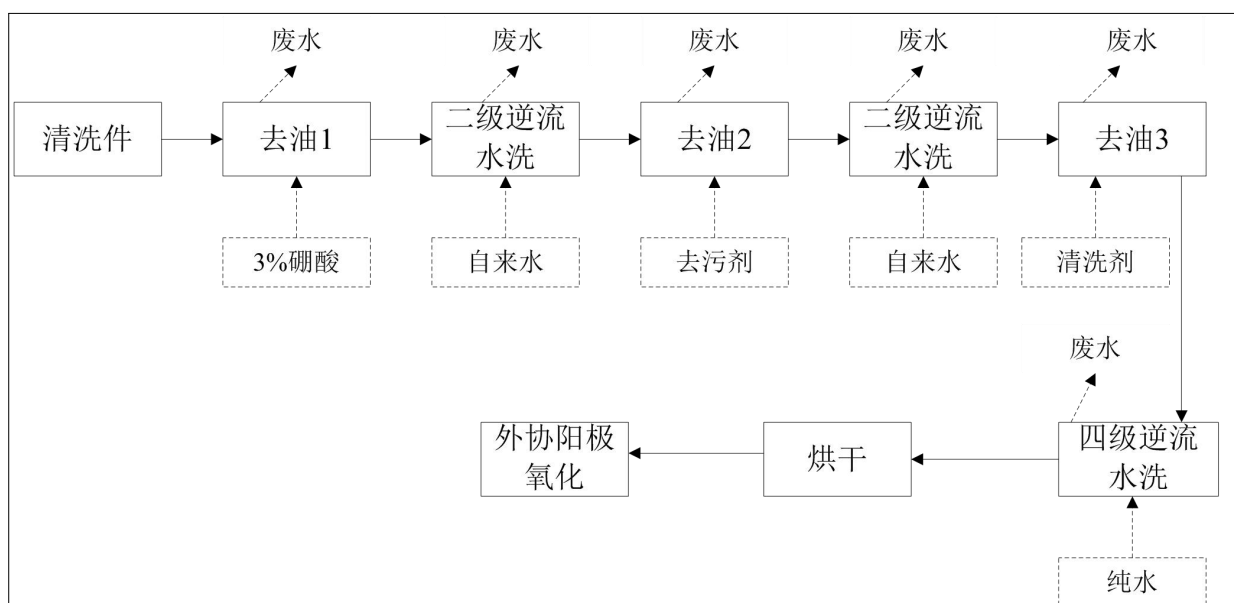 废水
废水
废水
废水
废水
清洗件
去油1
二级逆流
水洗
去油2
二级逆流
水洗
去油3
3%硼酸
自来水
去污剂
自来水
清洗剂
废水
外协阳极
氧化
烘干
四级逆流
水洗
纯水